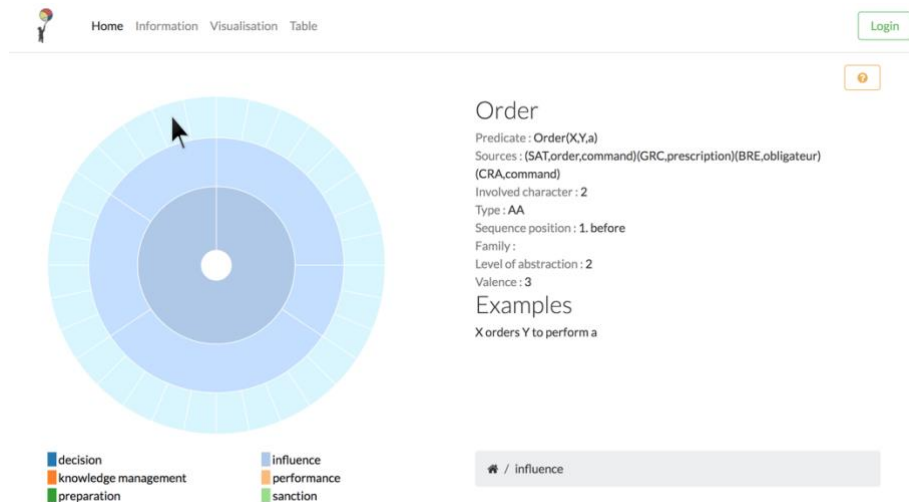 Home Information Visualisation Table
Login
Order
Predicate : Order(X,Y,a)
Sources : (SAT,order,command)(GRC,prescription)(BRE,obligateur)
(CRA,command)
Involved character : 2
Type : AA
Sequence position : 1. before
Family :
Level of abstraction : 2
Valence : 3
Examples
X orders Y to perform a
decision
knowledge management
preparation
influence
performance
sanction
/ influence